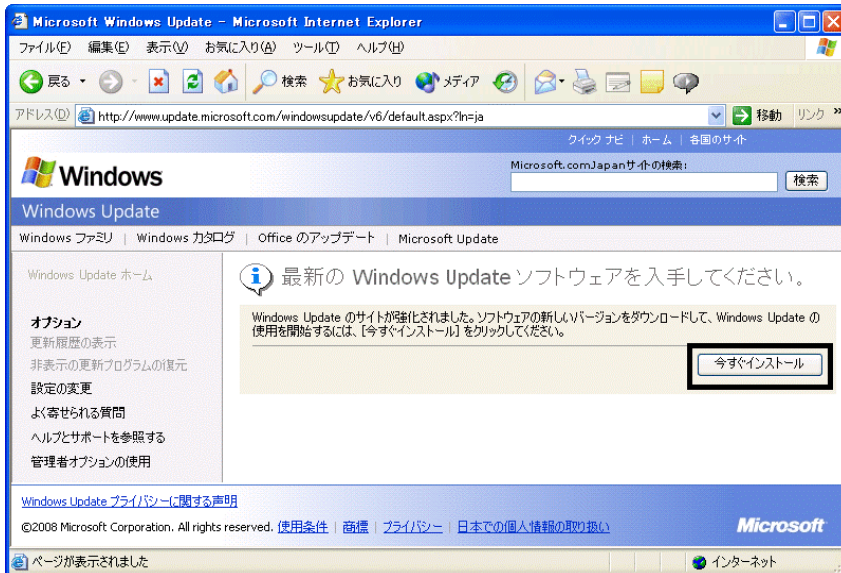 Microsoft Windows Update - Microsoft Internet Explorer
ファイル(F) 編集(E) 表示(V) お気に入り(A) ツール(T) ヘルプ(H)
戻る 検索 お気に入り メディア
アドレス(D) http://www.update.microsoft.com/windowsupdate/v6/default.aspx?ln=ja 移動 リンク »
クイック ナビ | ホーム | 各国のサイト
Windows
Microsoft.comJapanサイトの検索:
検索
Windows Update
Windows ファミリ | Windows カタログ | Office のアップデート | Microsoft Update
Windows Update ホーム
オプション
更新履歴の表示
非表示の更新プログラムの復元
設定の変更
よく寄せられる質問
ヘルプとサポートを参照する
管理者オプションの使用
最新の Windows Update ソフトウェアを入手してください。
Windows Update のサイトが強化されました。ソフトウェアの新しいバージョンをダウンロードして、Windows Update の
使用を開始するには、[今すぐインストール] をクリックしてください。
今すぐインストール
Windows Update プライバシーに関する声明
©2008 Microsoft Corporation. All rights reserved. 使用条件 | 商標 | プライバシー | 日本での個人情報の取り扱い
Microsoft
ページが表示されました インターネット